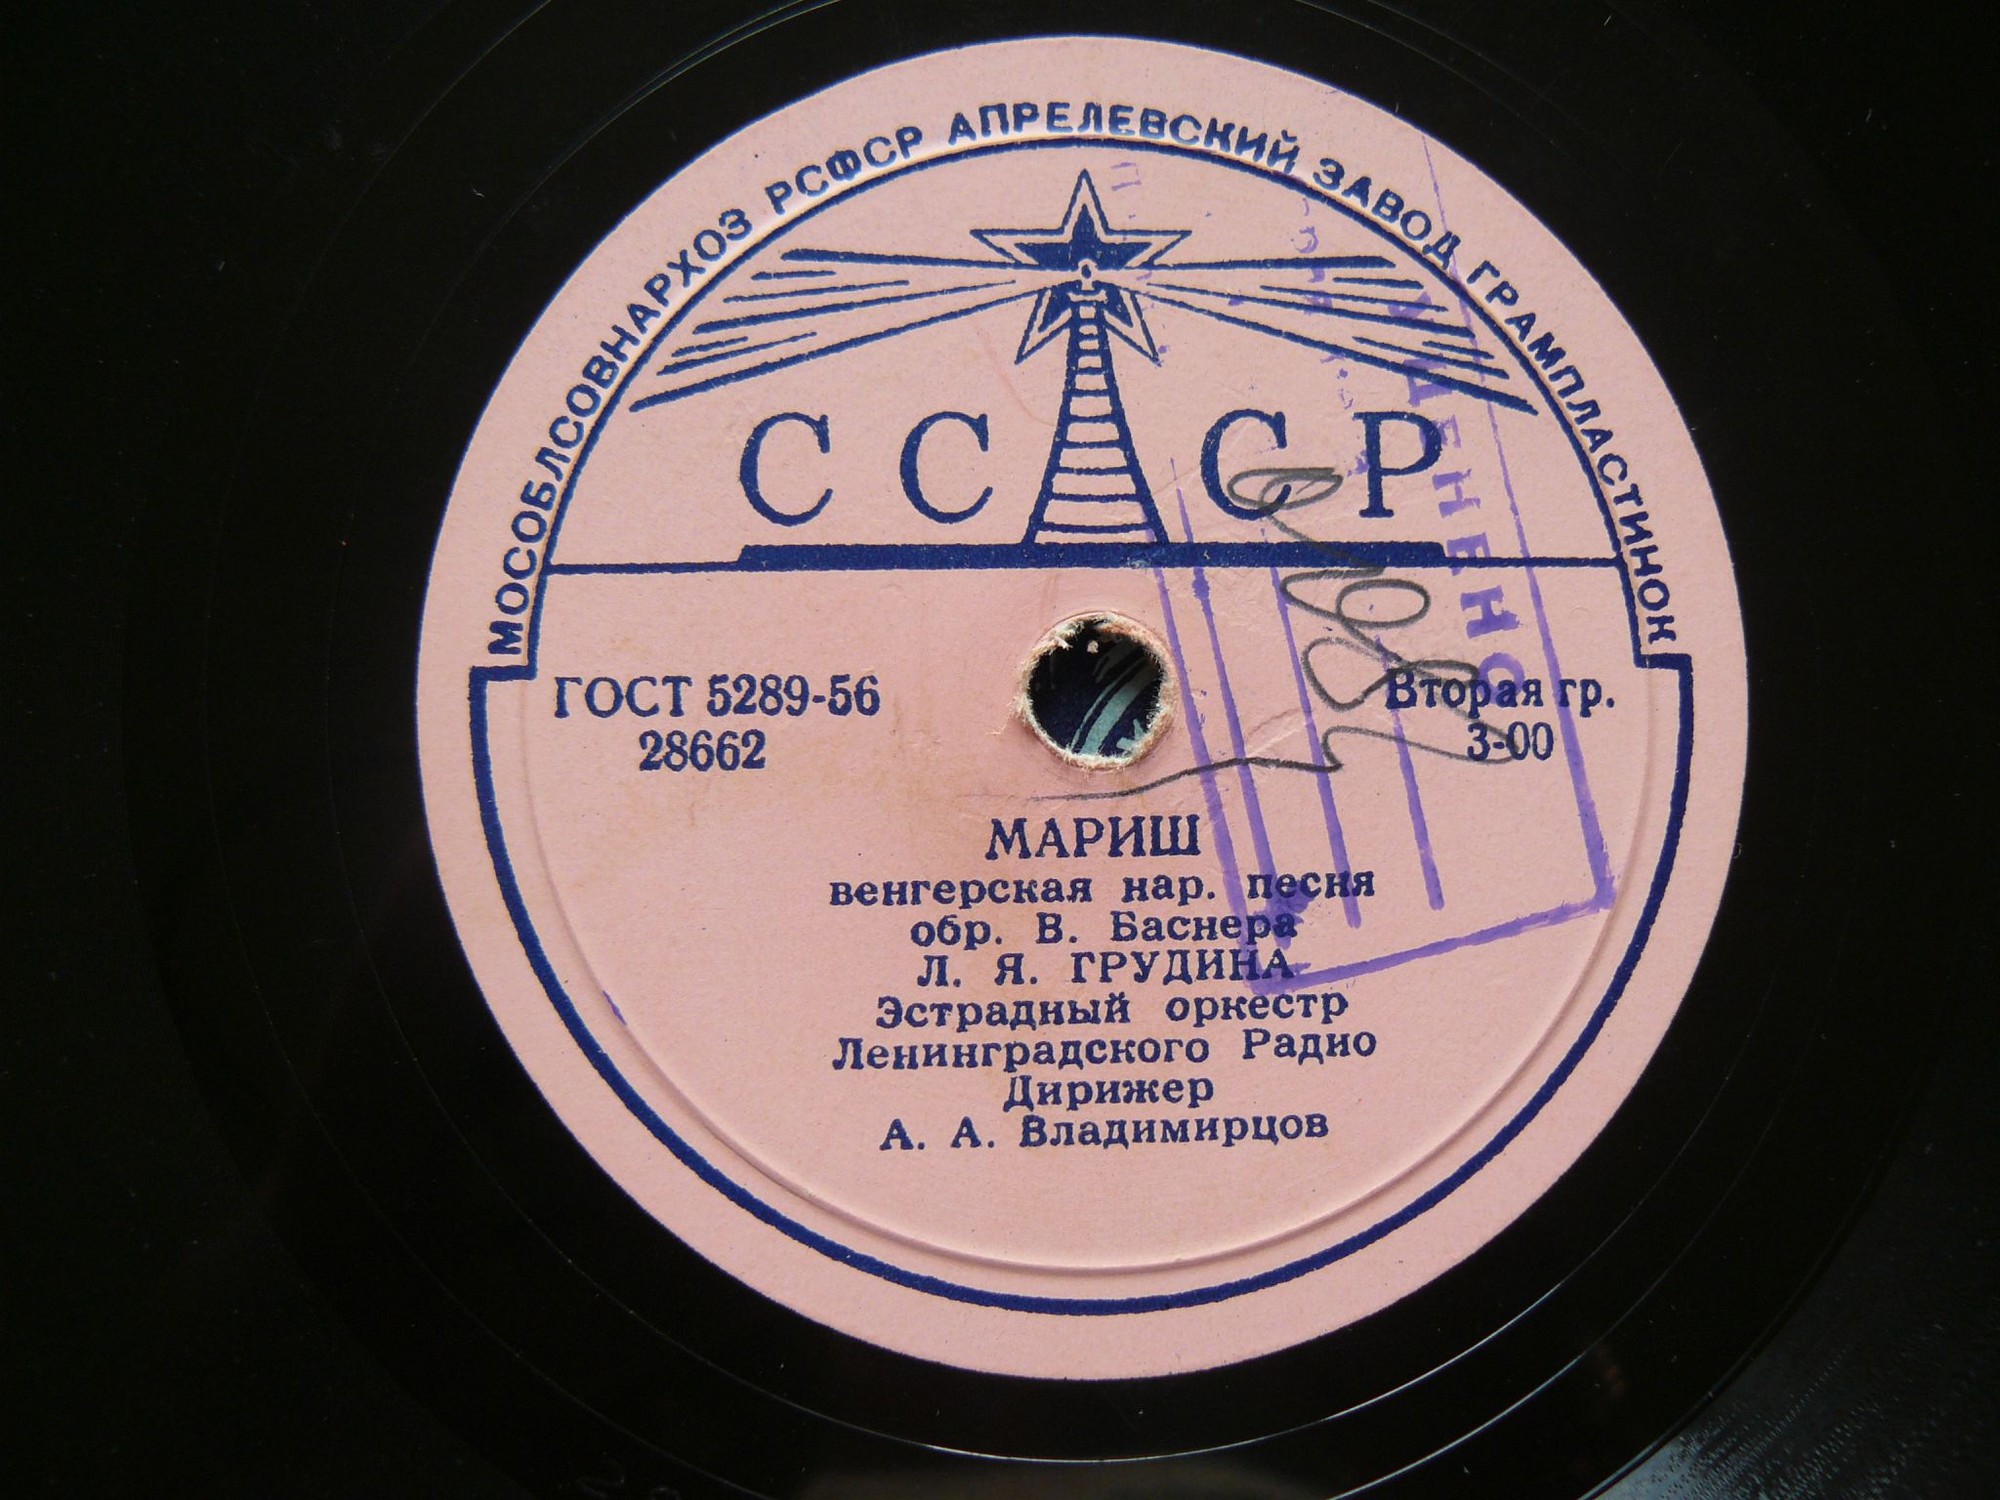 МОСОБЛСОВНАРХОЗ РСФСР АПРЕЛЕВСКИЙ ЗАВОД ГРАМПЛАСТИНОК
СССР
ГОСТ 5289-56
28662
Вторая гр.
3-00
МАРИШ
венгерская нар. песня
обр. В. Баснера
Л. Я. ГРУДИНА
Эстрадный оркестр
Ленинградского Радио
Дирижер
А. А. Владимирцов
УЦЕНЕНО